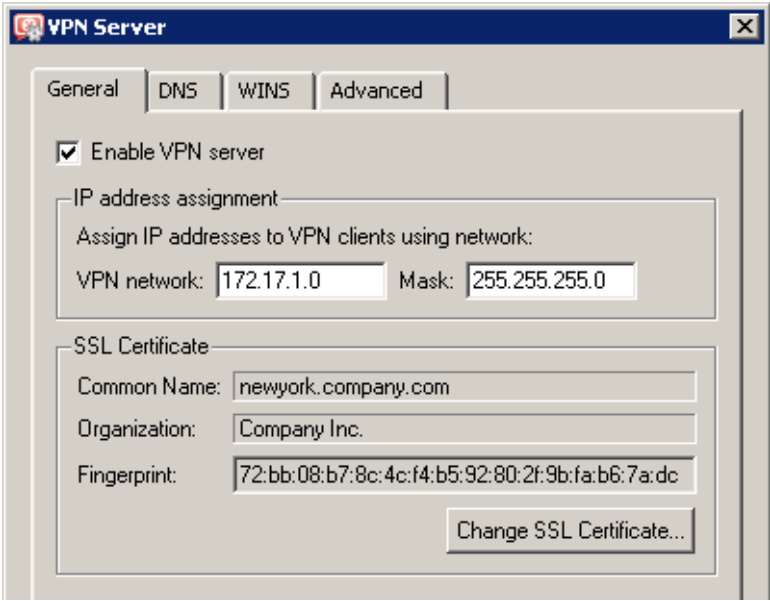 VPN Server
General DNS WINS Advanced
Enable VPN server
IP address assignment
Assign IP addresses to VPN clients using network:
VPN network: 172.17.1.0 Mask: 255.255.255.0
SSL Certificate
Common Name: newyork.company.com
Organization: Company Inc.
Fingerprint: 72:bb:08:b7:8c:4c:f4:b5:92:80:2f:9b:fa:b6:7a:dc
Change SSL Certificate...